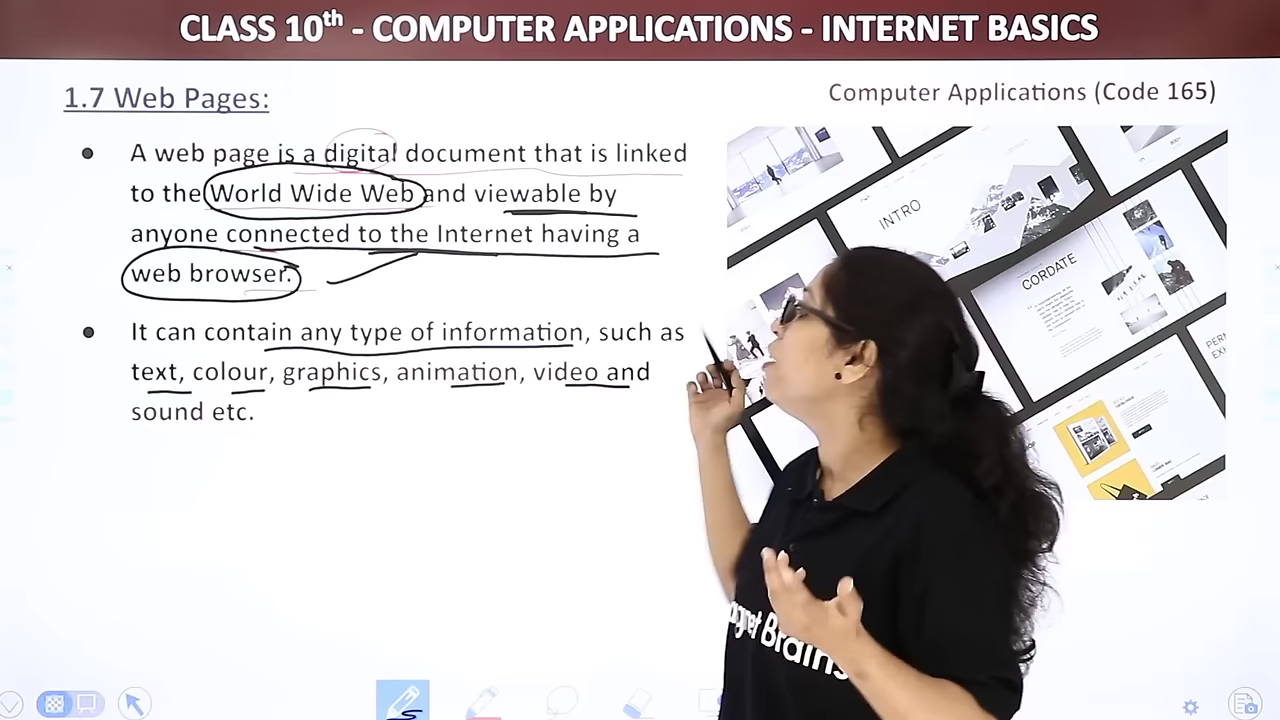 CLASS 10th - COMPUTER APPLICATIONS - INTERNET BASICS
1.7 Web Pages:
Computer Applications (Code 165)
● A web page is a digital document that is linked
to the World Wide Web and viewable by
anyone connected to the Internet having a
web browser.
● It can contain any type of information, such as
text, colour, graphics, animation, video and
sound etc.
INTRO
CORDATE
Brains